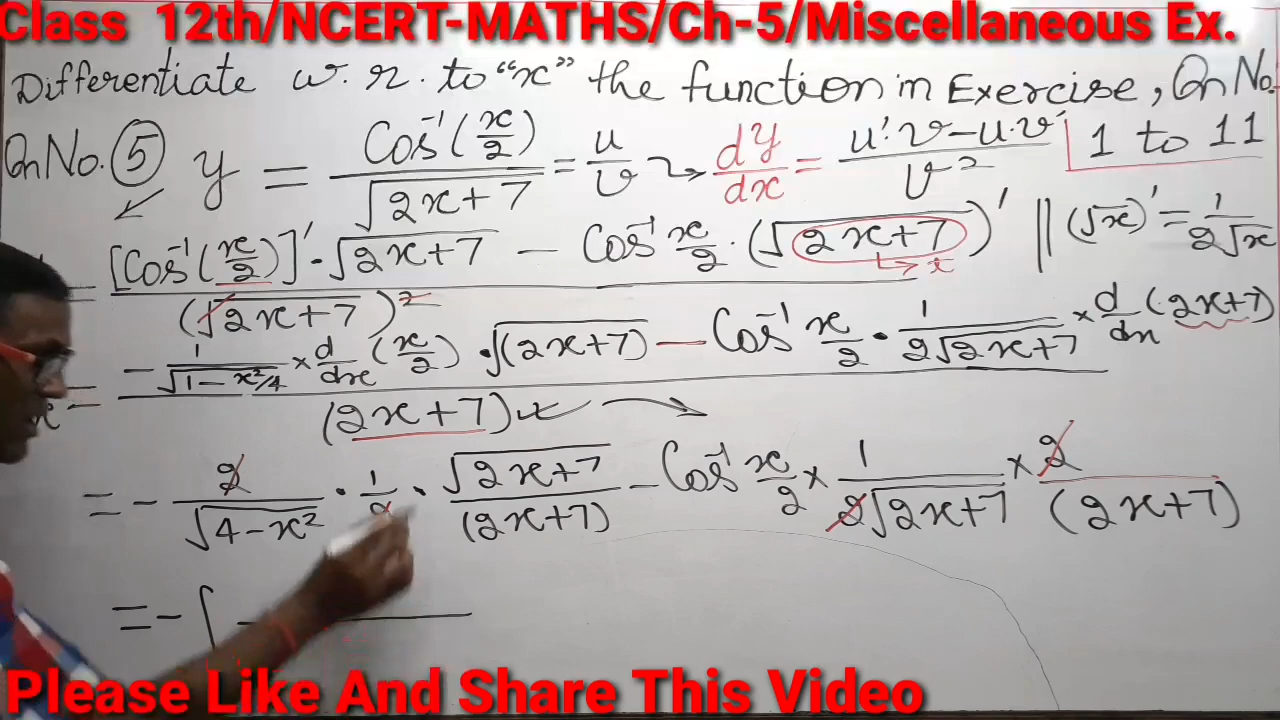 Class 12th/NCERT-MATHS/Ch-5/Miscellaneous Ex.
Differentiate w.r.to "x" the function in Exercise, Qn No.
Qn No. 5 y = Cos⁻¹(x/2)/√(2x+7) = u/v → dy/dx = (u'.v - u.v')/v² 1 to 11
= ([Cos⁻¹(x/2)]'·√(2x+7) - Cos⁻¹ x/2 · (√(2x+7))')/(√(2x+7))² → x || (√x)' = 1/(2√x)
= (-1/√(1-x²/4) × d/dx (x/2) · √(2x+7) - Cos⁻¹ x/2 · 1/(2√(2x+7)) × d/dx (2x+7))/(2x+7)
= - 2/√(4-x²) · 1/2 · √(2x+7)/(2x+7) - Cos⁻¹ x/2 × 1/(2√(2x+7)) × 2/(2x+7)
= - [
Please Like And Share This Video